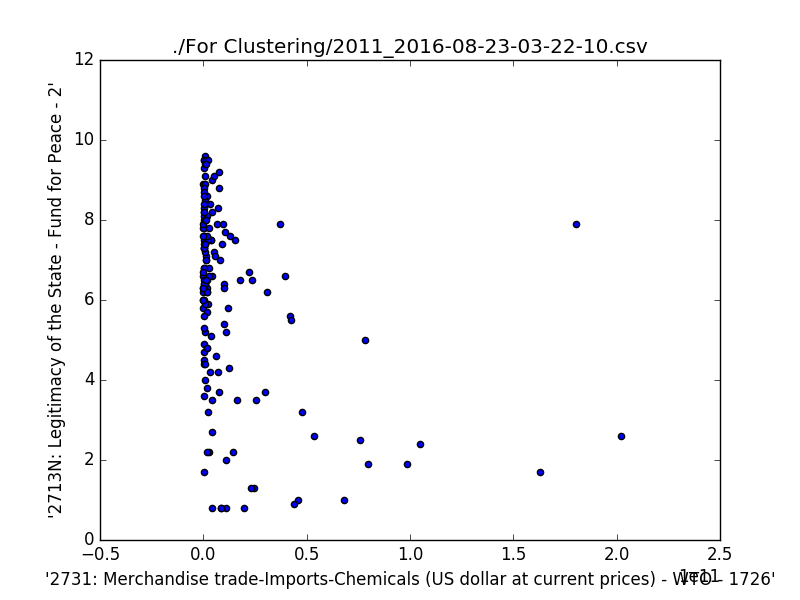 ./For Clustering/2011_2016-08-23-03-22-10.csv
'2713N: Legitimacy of the State - Fund for Peace - 2'
12
10
8
6
4
2
0
−0.5 0.0 0.5 1.0 1.5 2.0 2.5
1e11
'2731: Merchandise trade-Imports-Chemicals (US dollar at current prices) - WTO - 1726'